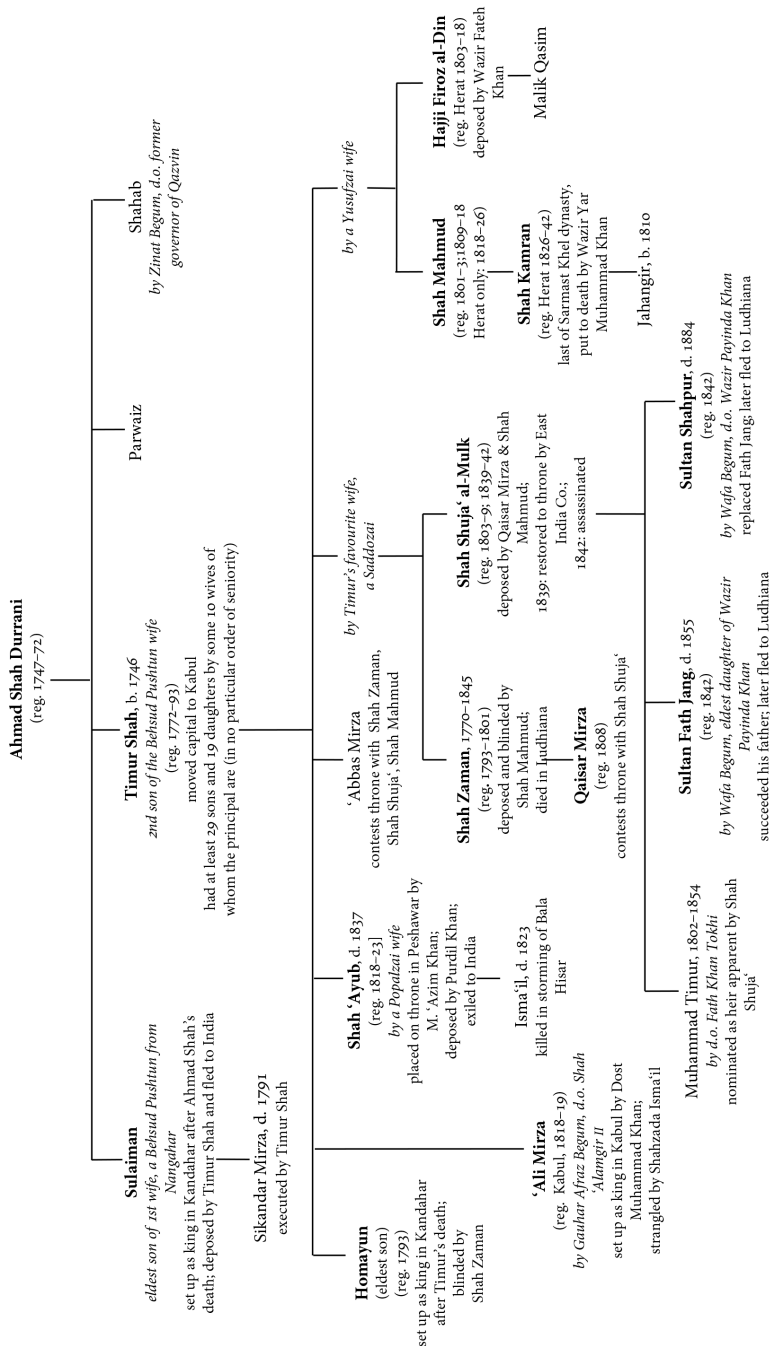 Ahmad Shah Durrani
(reg. 1747–72)
Sulaiman
eldest son of 1st wife, a Behsud Pushtun from
Nangahar
set up as king in Kandahar after Ahmad Shah's
death; deposed by Timur Shah and fled to India
Timur Shah, b. 1746
2nd son of the Behsud Pushtun wife
(reg. 1772–93)
moved capital to Kabul
had at least 29 sons and 19 daughters by some 10 wives of
whom the principal are (in no particular order of seniority)
Parwaiz
Shahab
by Zinat Begum, d.o. former
governor of Qazvin
Sikandar Mirza, d. 1791
executed by Timur Shah
Homayun
(eldest son)
(reg. 1793)
set up as king in Kandahar
after Timur's death;
blinded by
Shah Zaman
Shah ‘Ayub, d. 1837
[reg. 1818–23]
by a Popalzai wife
placed on throne in Peshawar by
M. ‘Azim Khan;
deposed by Purdil Khan;
exiled to India
‘Abbas Mirza
contests throne with Shah Zaman,
Shah Shuja‘, Shah Mahmud
by Timur's favourite wife,
a Saddozai
by a Yusufzai wife
Shah Zaman, 1770–1845
(reg. 1793–1801)
deposed and blinded by
Shah Mahmud;
died in Ludhiana
Shah Shuja‘ al-Mulk
(reg. 1803–9; 1839–42)
deposed by Qaisar Mirza & Shah
Mahmud;
1839: restored to throne by East
India Co.;
1842: assassinated
Shah Mahmud
(reg. 1801–3;1809–18
Herat only: 1818–26)
Hajji Firoz al-Din
(reg. Herat 1803–18)
deposed by Wazir Fateh
Khan
Isma‘il, d. 1823
killed in storming of Bala
Hisar
‘Ali Mirza
(reg. Kabul, 1818–19)
by Gauhar Afraz Begum, d.o. Shah
‘Alamgir II
set up as king in Kabul by Dost
Muhammad Khan;
strangled by Shahzada Isma‘il
Qaisar Mirza
(reg. 1808)
contests throne with Shah Shuja‘
Shah Kamran
(reg. Herat 1826–42)
last of Sarmast Khel dynasty,
put to death by Wazir Yar
Muhammad Khan
Malik Qasim
Jahangir, b. 1810
Muhammad Timur, 1802–1854
by d.o. Fath Khan Tokhi
nominated as heir apparent by Shah
Shuja‘
Sultan Fath Jang, d. 1855
(reg. 1842)
by Wafa Begum, eldest daughter of Wazir
Payinda Khan
succeeded his father; later fled to Ludhiana
Sultan Shahpur, d. 1884
(reg. 1842)
by Wafa Begum, d.o. Wazir Payinda Khan
replaced Fath Jang; later fled to Ludhiana